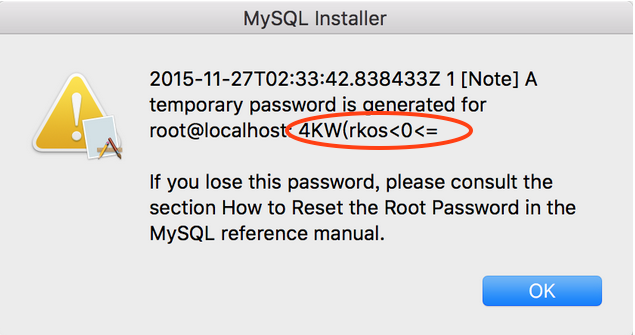 MySQL Installer
2015-11-27T02:33:42.838433Z 1 [Note] A
temporary password is generated for
root@localhost: 4KW(rkos<0<=
If you lose this password, please consult the
section How to Reset the Root Password in the
MySQL reference manual.
OK